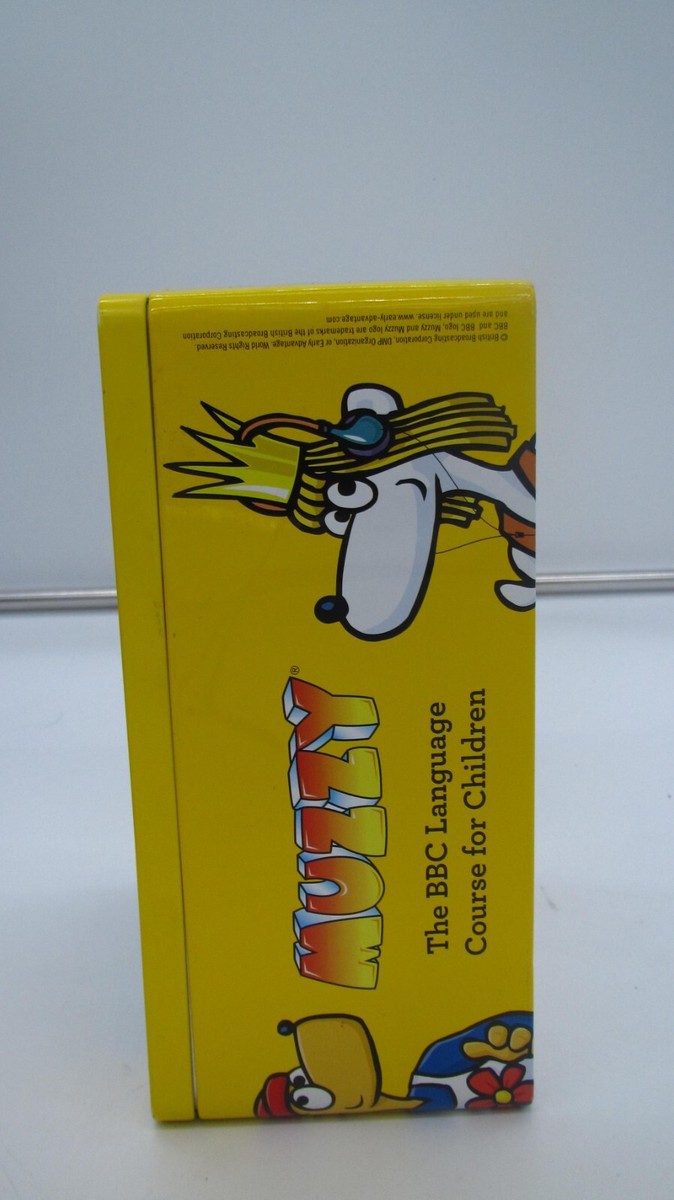 MUZZY®
The BBC Language
Course for Children
© British Broadcasting Corporation, DMP Organization, or Early Advantage. World Rights Reserved.
BBC and BBC logo, Muzzy and Muzzy logo are trademarks of the British Broadcasting Corporation
and are used under license. www.early-advantage.com